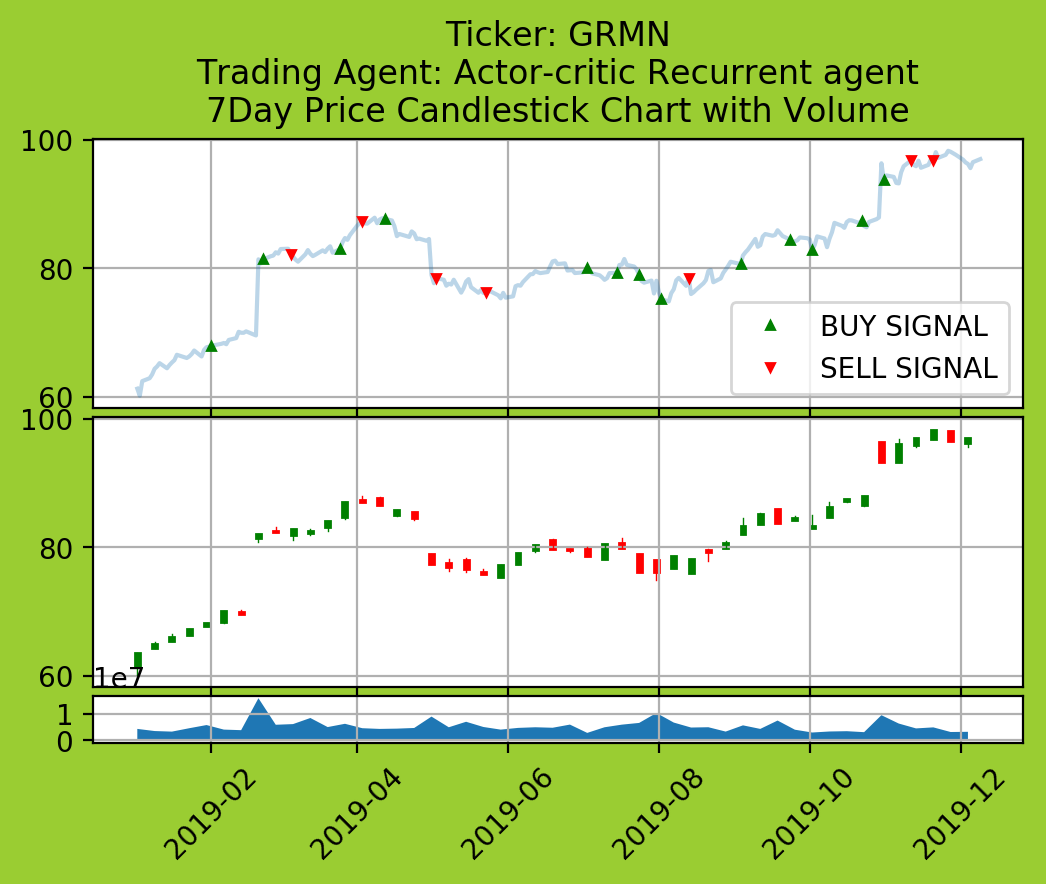 Ticker: GRMN
Trading Agent: Actor-critic Recurrent agent
7Day Price Candlestick Chart with Volume
100
80
60
BUY SIGNAL
SELL SIGNAL
100
80
60
1e7
1
0
2019-02
2019-04
2019-06
2019-08
2019-10
2019-12